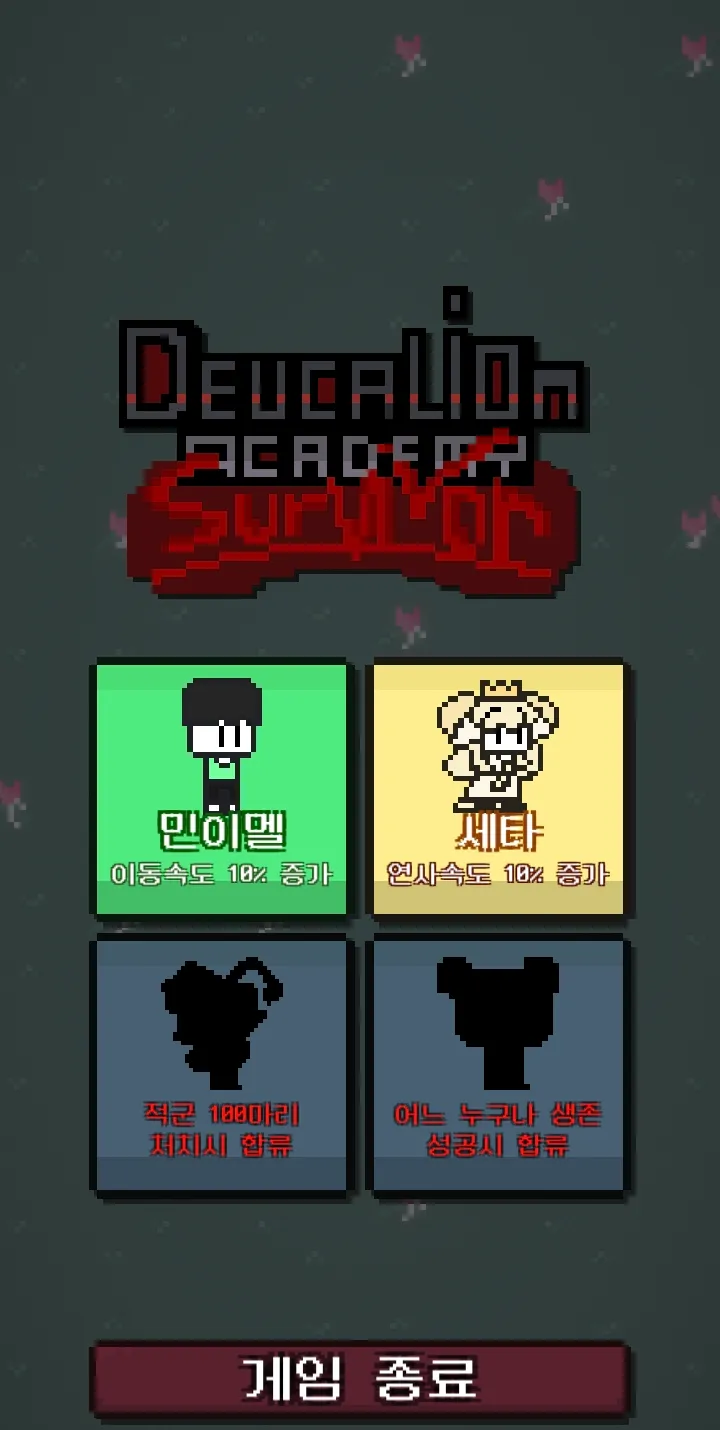 Deucalion
ACADEMY
Survivor
민이멜
이동속도 10% 증가
세타
연사속도 10% 증가
적군 100마리
처치시 합류
어느 누구나 생존
성공시 합류
게임 종료